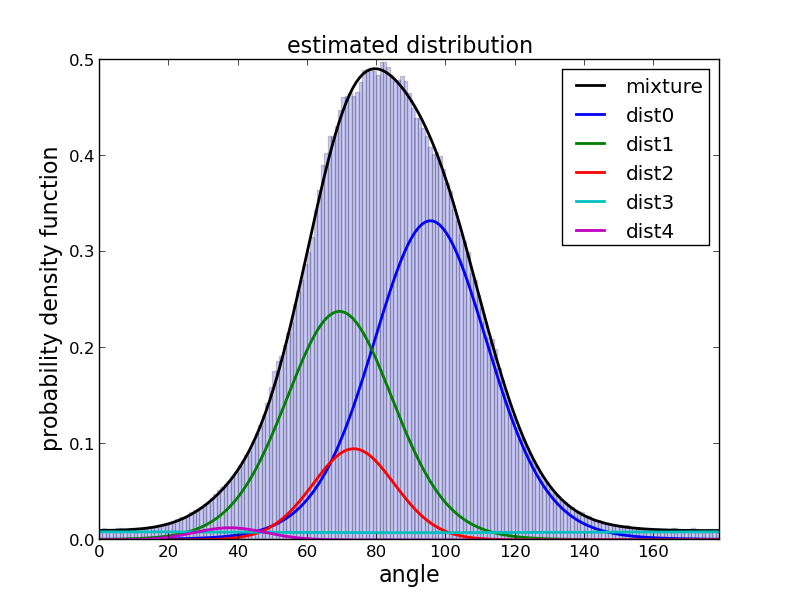 estimated distribution
probability density function
0.5
0.4
0.3
0.2
0.1
0.0
mixture
dist0
dist1
dist2
dist3
dist4
0 20 40 60 80 100 120 140 160
angle